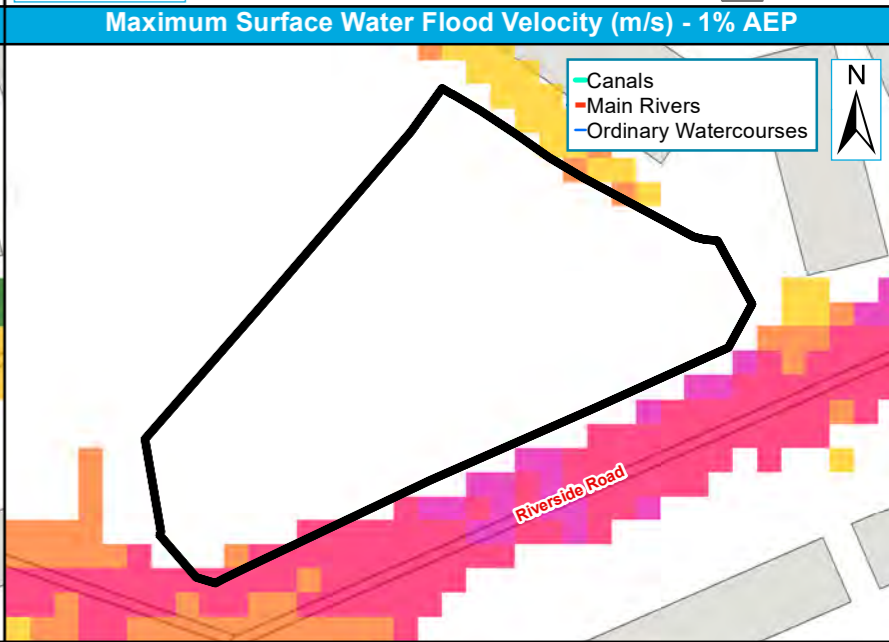 Maximum Surface Water Flood Velocity (m/s) - 1% AEP
Canals
Main Rivers
Ordinary Watercourses
N
Riverside Road